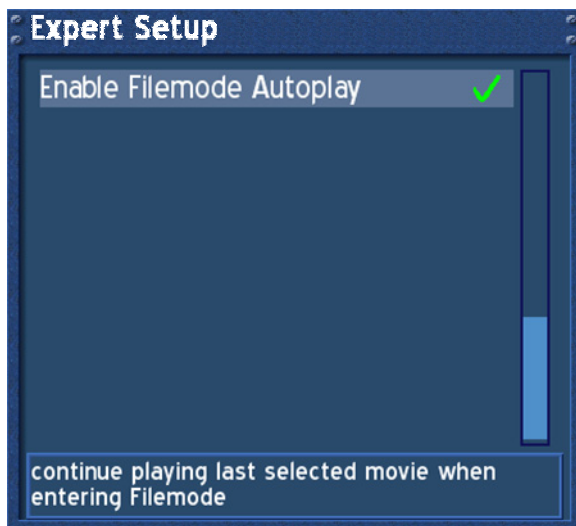 Expert Setup
Enable Filemode Autoplay
continue playing last selected movie when
entering Filemode